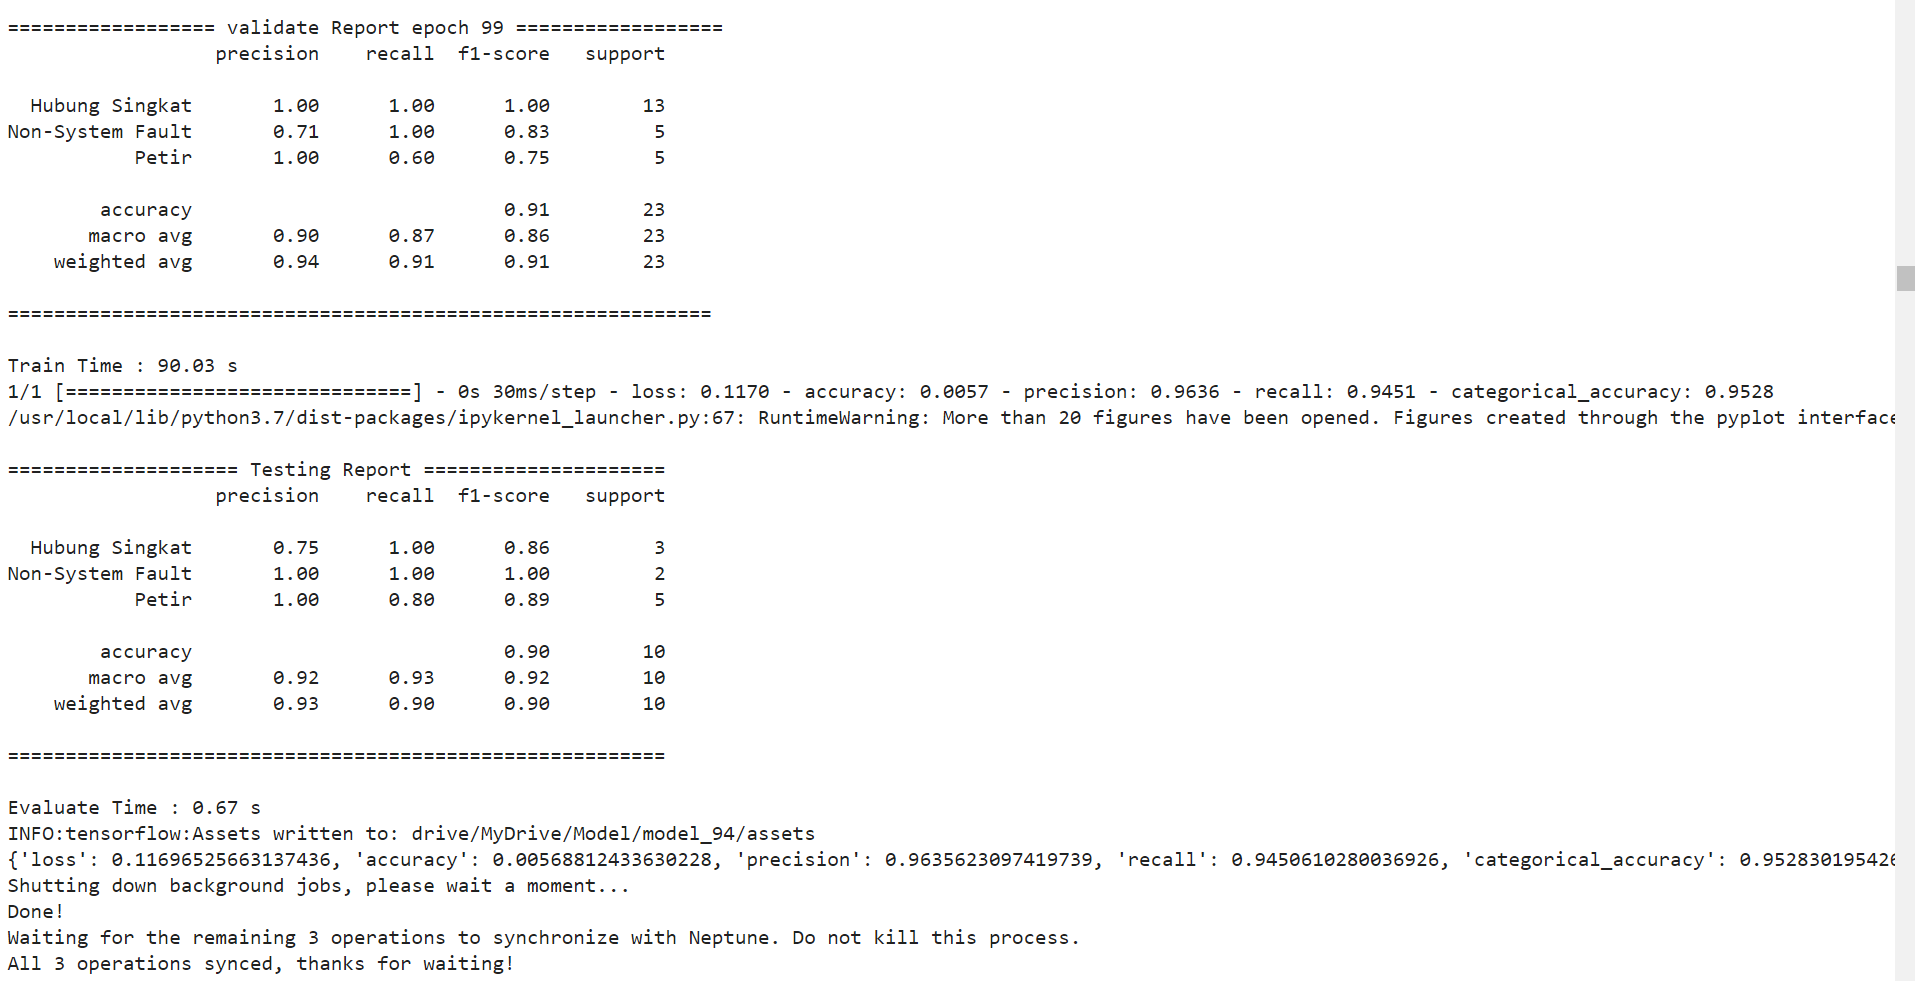 ================== validate Report epoch 99 ==================
precision recall f1-score support
Hubung Singkat 1.00 1.00 1.00 13
Non-System Fault 0.71 1.00 0.83 5
Petir 1.00 0.60 0.75 5
accuracy 0.91 23
macro avg 0.90 0.87 0.86 23
weighted avg 0.94 0.91 0.91 23
=============================================================
Train Time : 90.03 s
1/1 [==============================] - 0s 30ms/step - loss: 0.1170 - accuracy: 0.0057 - precision: 0.9636 - recall: 0.9451 - categorical_accuracy: 0.9528
/usr/local/lib/python3.7/dist-packages/ipykernel_launcher.py:67: RuntimeWarning: More than 20 figures have been opened. Figures created through the pyplot interface
==================== Testing Report =====================
precision recall f1-score support
Hubung Singkat 0.75 1.00 0.86 3
Non-System Fault 1.00 1.00 1.00 2
Petir 1.00 0.80 0.89 5
accuracy 0.90 10
macro avg 0.92 0.93 0.92 10
weighted avg 0.93 0.90 0.90 10
=========================================================
Evaluate Time : 0.67 s
INFO:tensorflow:Assets written to: drive/MyDrive/Model/model_94/assets
{'loss': 0.11696525663137436, 'accuracy': 0.00568812433630228, 'precision': 0.9635623097419739, 'recall': 0.9450610280036926, 'categorical_accuracy': 0.952830195426
Shutting down background jobs, please wait a moment...
Done!
Waiting for the remaining 3 operations to synchronize with Neptune. Do not kill this process.
All 3 operations synced, thanks for waiting!